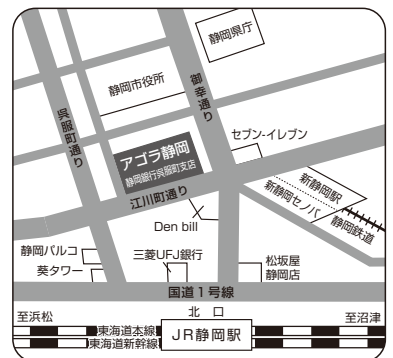 静岡県庁
静岡市役所
御幸通り
呉服町通り
セブン-イレブン
アゴラ静岡
静岡銀行呉服町支店
江川町通り
新静岡駅
新静岡セノバ
静岡鉄道
Den bill
静岡パルコ
葵タワー
三菱UFJ銀行
松坂屋
静岡店
国道1号線
至浜松
北 口
至沼津
東海道本線
東海道新幹線
JR静岡駅